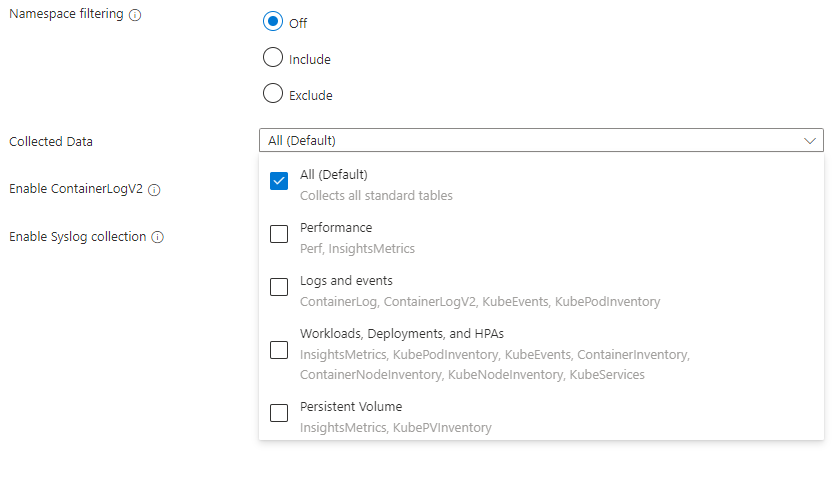 Namespace filtering
Off
Include
Exclude
Collected Data
All (Default)
All (Default)
Collects all standard tables
Enable ContainerLogV2
Performance
Perf, InsightsMetrics
Enable Syslog collection
Logs and events
ContainerLog, ContainerLogV2, KubeEvents, KubePodInventory
Workloads, Deployments, and HPAs
InsightsMetrics, KubePodInventory, KubeEvents, ContainerInventory,
ContainerNodeInventory, KubeNodeInventory, KubeServices
Persistent Volume
InsightsMetrics, KubePVInventory